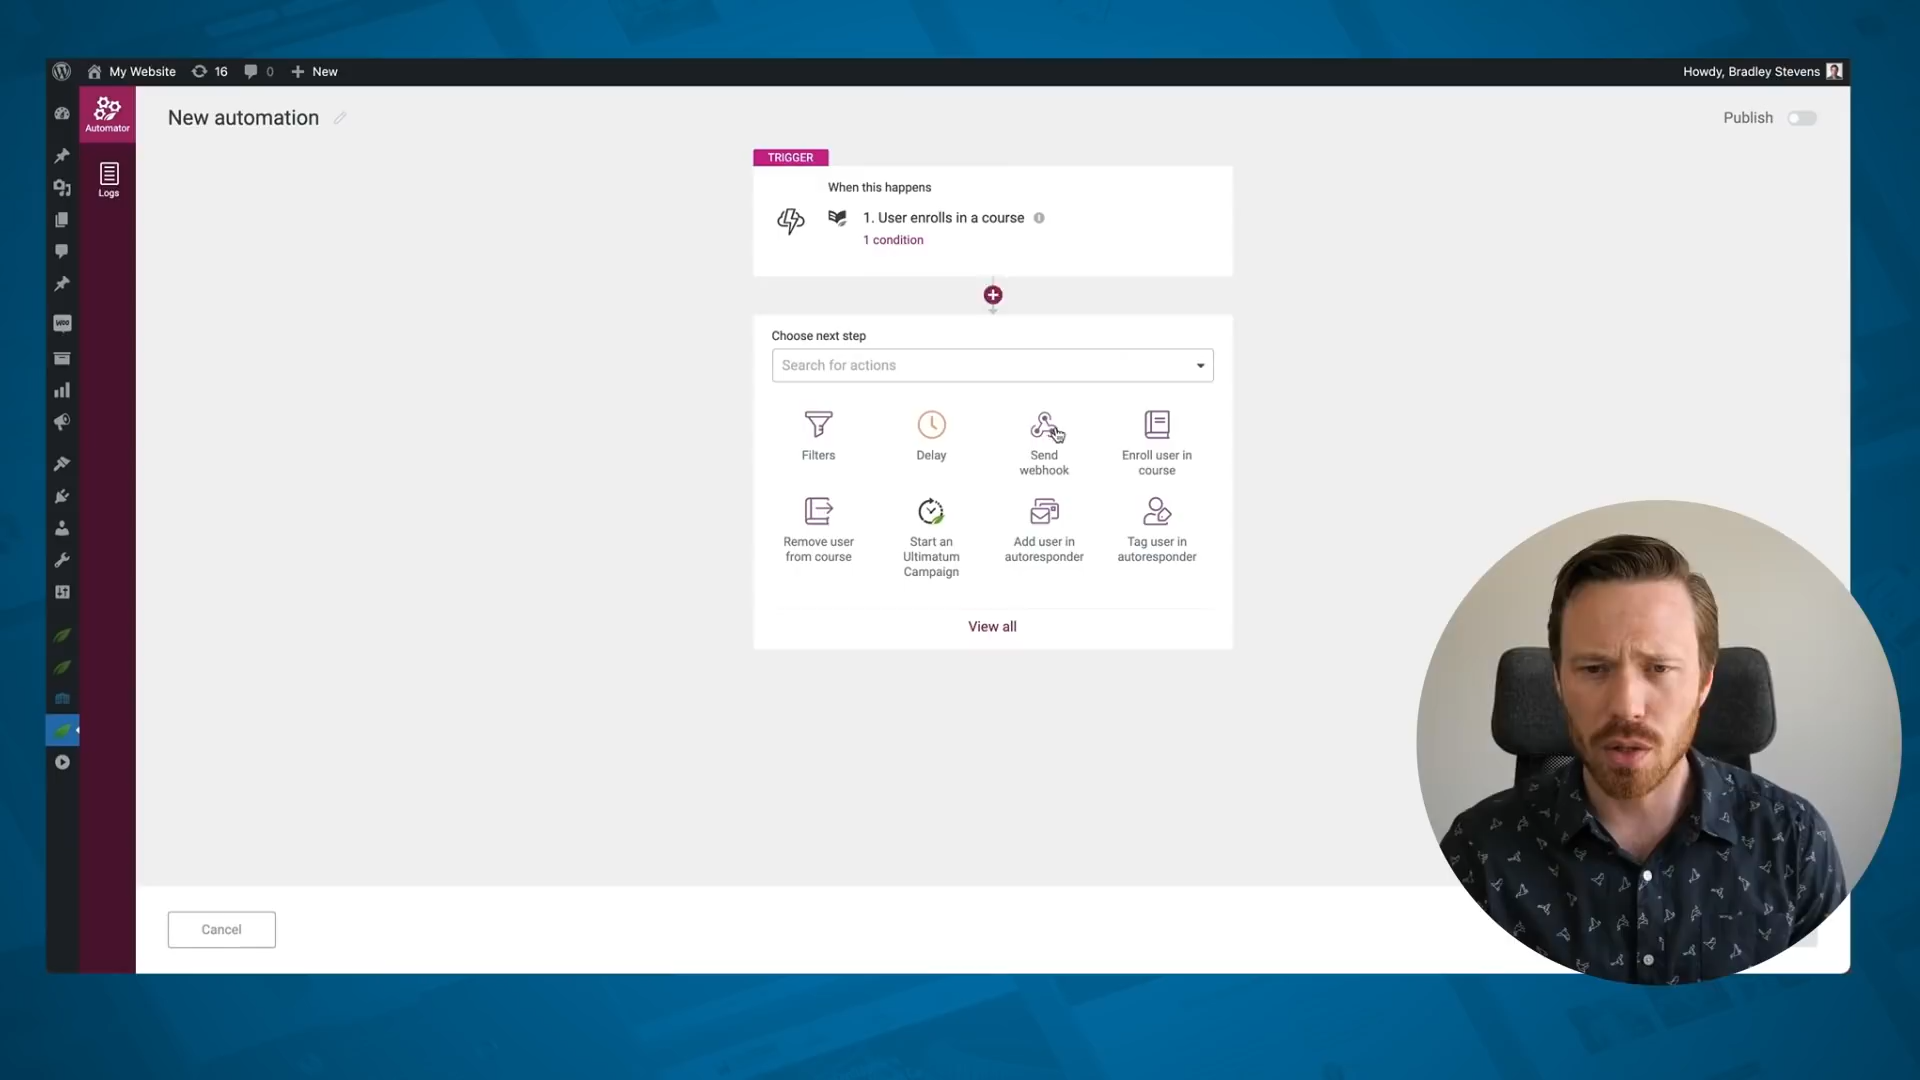 My Website 16 0 New
Howdy, Bradley Stevens
Automator
Logs
New automation
Publish
TRIGGER
When this happens
1. User enrolls in a course
1 condition
Choose next step
Search for actions
Filters
Delay
Send
webhook
Enroll user in
course
Remove user
from course
Start an
Ultimatum
Campaign
Add user in
autoresponder
Tag user in
autoresponder
View all
Cancel